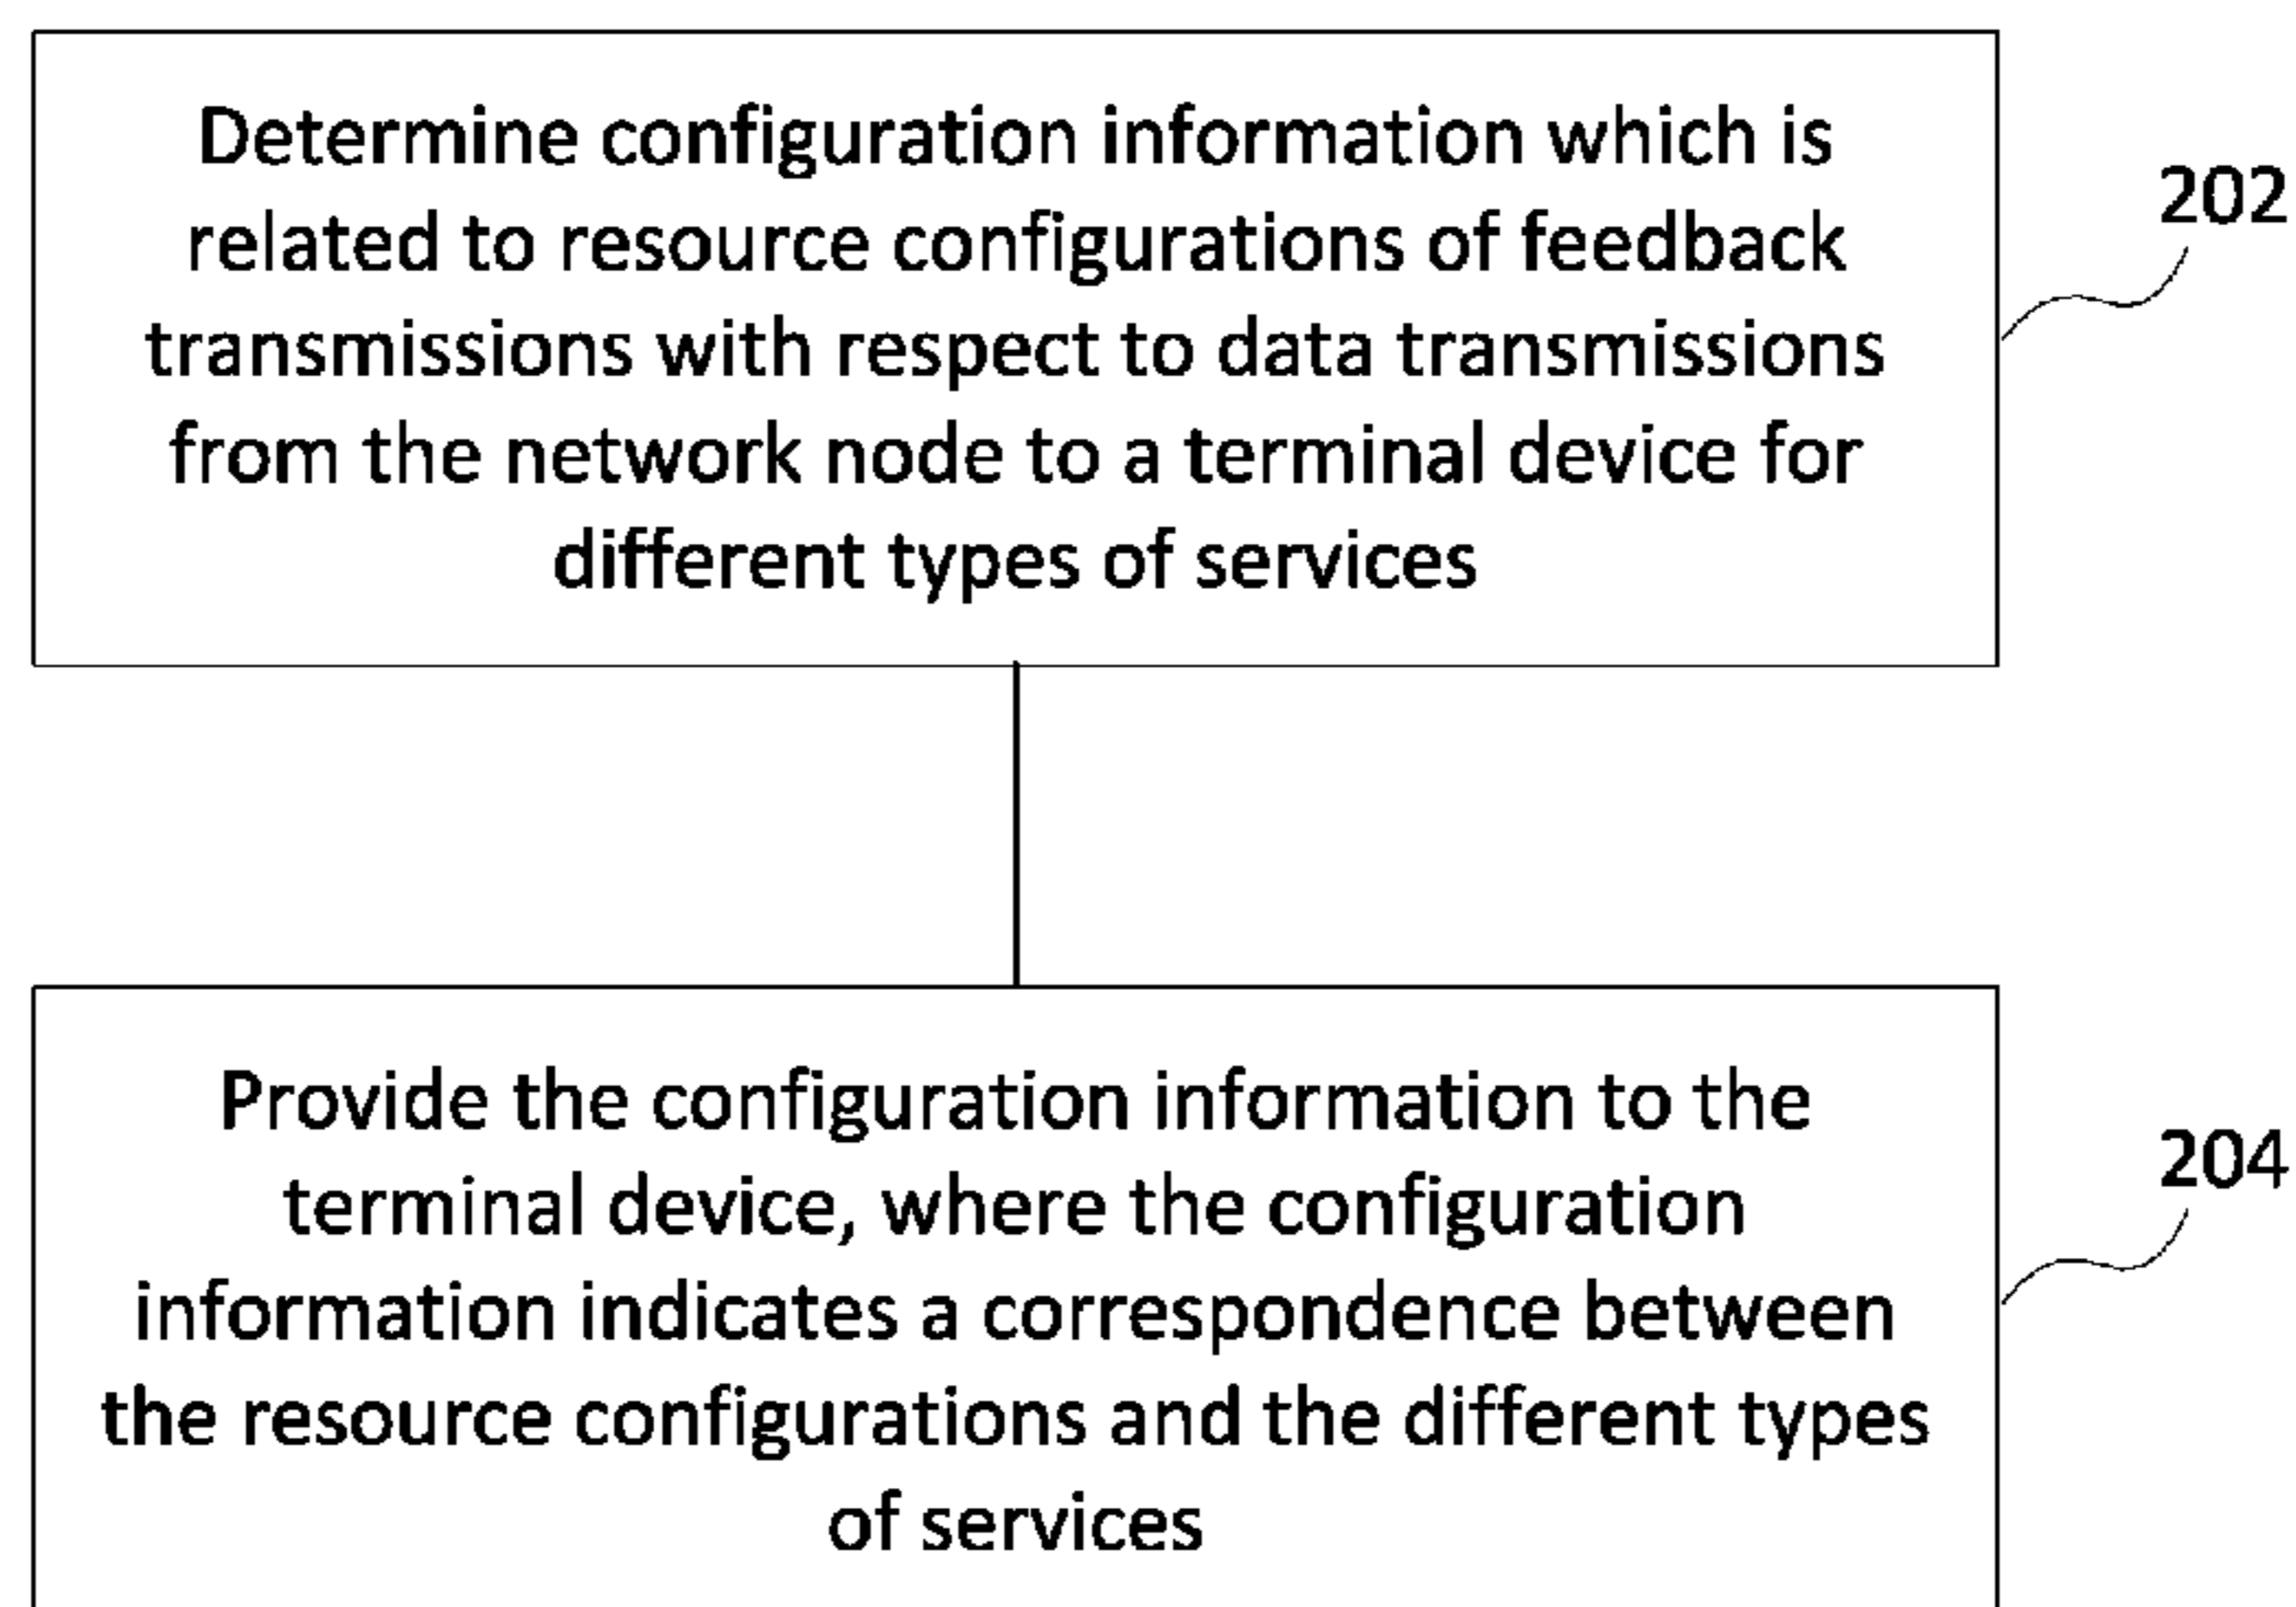 Determine configuration information which is
related to resource configurations of feedback
transmissions with respect to data transmissions
from the network node to a terminal device for
different types of services
202
Provide the configuration information to the
terminal device, where the configuration
information indicates a correspondence between
the resource configurations and the different types
of services
204